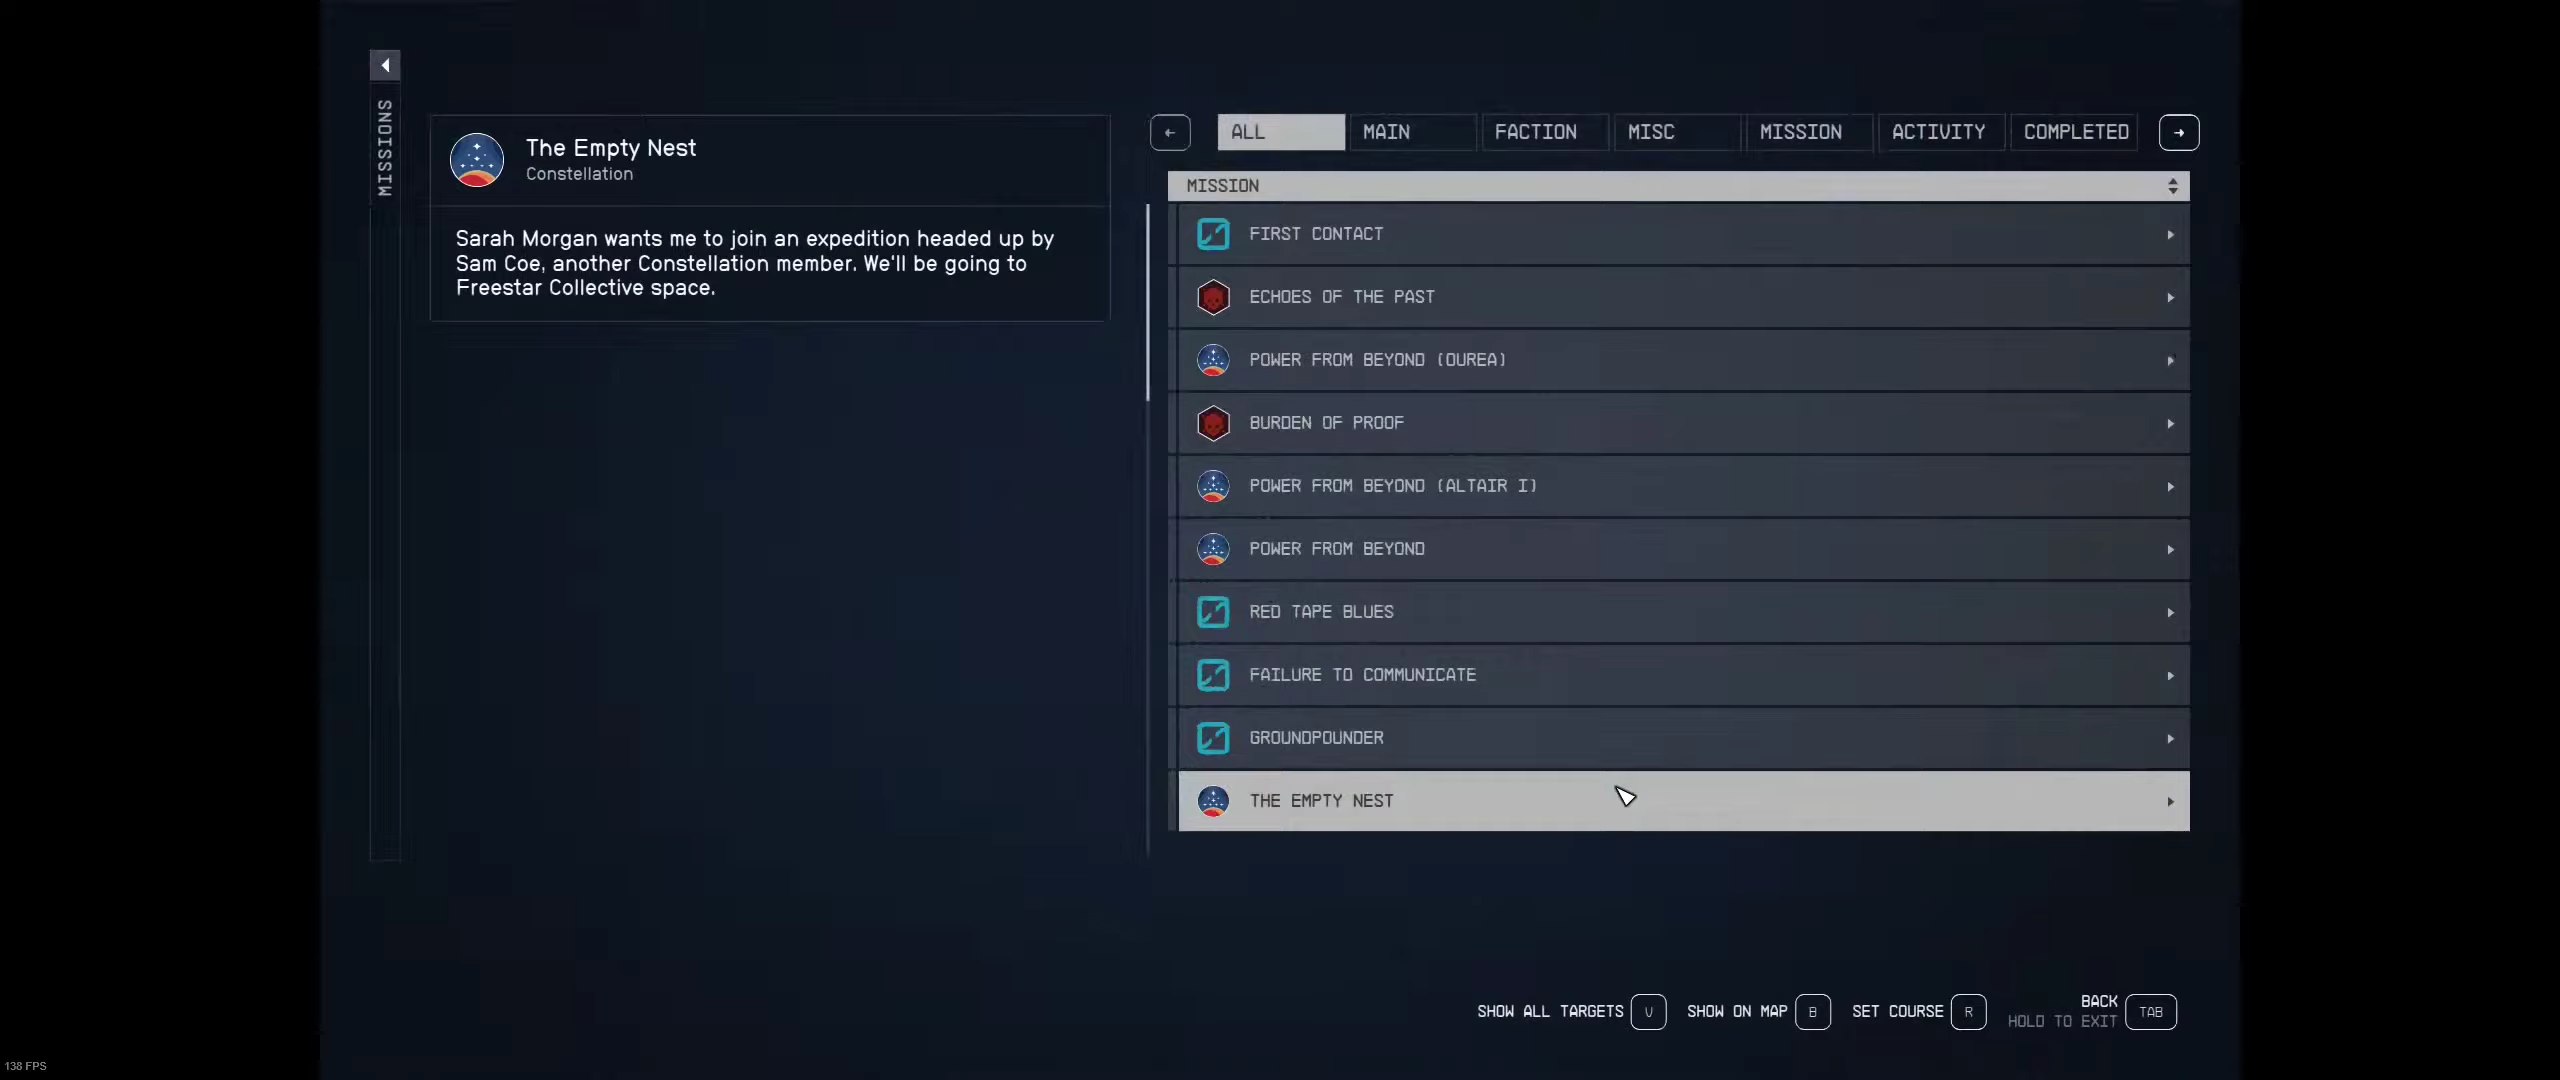 MISSIONS
The Empty Nest
Constellation
Sarah Morgan wants me to join an expedition headed up by
Sam Coe, another Constellation member. We'll be going to
Freestar Collective space.
ALL MAIN FACTION MISC MISSION ACTIVITY COMPLETED
MISSION
FIRST CONTACT
ECHOES OF THE PAST
POWER FROM BEYOND (OUREA)
BURDEN OF PROOF
POWER FROM BEYOND (ALTAIR I)
POWER FROM BEYOND
RED TAPE BLUES
FAILURE TO COMMUNICATE
GROUNDPOUNDER
THE EMPTY NEST
SHOW ALL TARGETS V SHOW ON MAP B SET COURSE R BACK TAB
HOLD TO EXIT
138 FPS